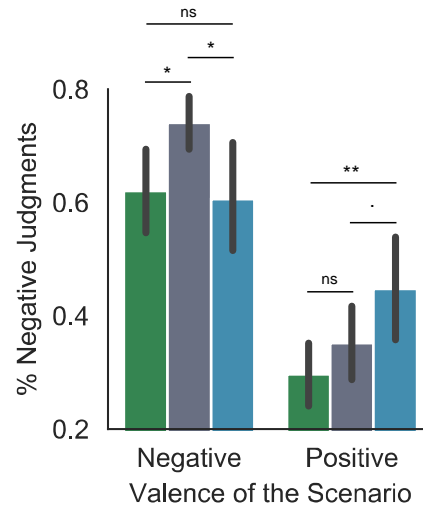 ns
* *
0.8
** 
.
0.6
ns
0.4
0.2
% Negative Judgments
Negative Positive
Valence of the Scenario